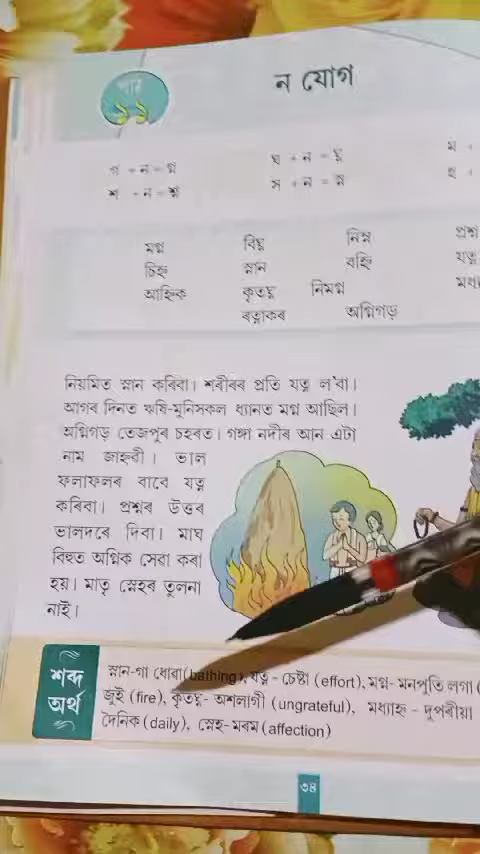 পাঠ
১১
ন যোগ
গ + ন = গ্ন
ঘ + ন = ঘ্ন
ম +
শ + ন = শ্ন
স + ন = স্ন
হ +
মগ্ন বিঘ্ন নিম্ন প্ৰশ্ন
চিহ্ন স্নান বহ্নি যত্ন
আহ্নিক কৃতঘ্ন নিমগ্ন
ৰত্নাকৰ অগ্নিগড়
নিয়মিত স্নান কৰিবা। শৰীৰৰ প্ৰতি যত্ন ল'বা।
আগৰ দিনত ঋষি-মুনিসকল ধ্যানত মগ্ন আছিল।
অগ্নিগড় তেজপুৰ চহৰত। গঙ্গা নদীৰ আন এটা
নাম জাহ্নবী। ভাল
ফলাফলৰ বাবে যত্ন
কৰিবা। প্ৰশ্নৰ উত্তৰ
ভালদৰে দিবা। মাঘ
বিহুত অগ্নিক সেৱা কৰা
হয়। মাতৃ স্নেহৰ তুলনা
নাই।
শব্দ
অৰ্থ
স্নান-গা ধোৱা(bathing), যত্ন - চেষ্টা (effort), মগ্ন- মনপুতি লগা (
জুই (fire), কৃতঘ্ন- অশলাগী (ungrateful), মধ্যাহ্ন - দুপৰীয়া
দৈনিক (daily), স্নেহ-মৰম (affection)
৩৪